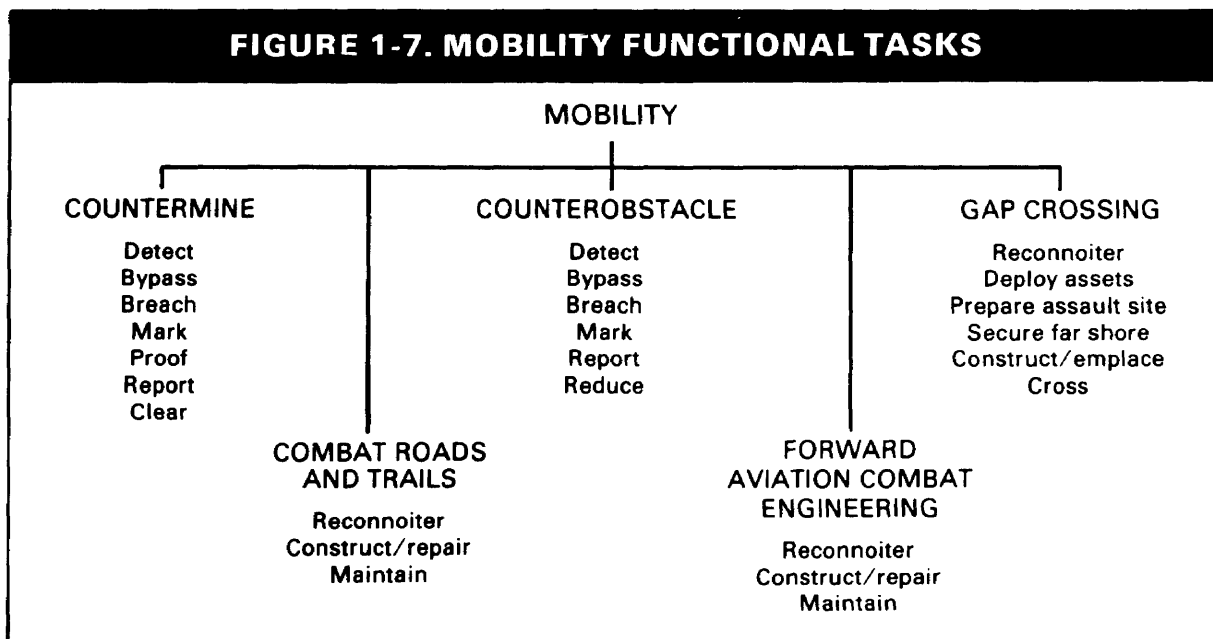 FIGURE 1-7. MOBILITY FUNCTIONAL TASKS
MOBILITY
COUNTERMINE
Detect
Bypass
Breach
Mark
Proof
Report
Clear
COMBAT ROADS
AND TRAILS
Reconnoiter
Construct/repair
Maintain
COUNTEROBSTACLE
Detect
Bypass
Breach
Mark
Report
Reduce
FORWARD
AVIATION COMBAT
ENGINEERING
Reconnoiter
Construct/repair
Maintain
GAP CROSSING
Reconnoiter
Deploy assets
Prepare assault site
Secure far shore
Construct/emplace
Cross